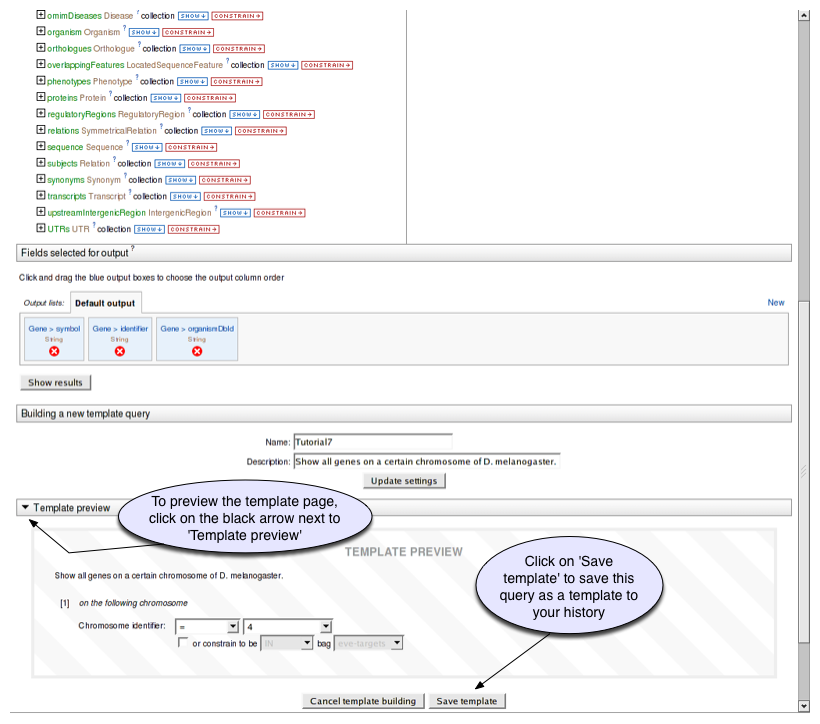 omimDiseases Disease ? collection SHOW↓ CONSTRAIN→
organism Organism ? SHOW↓ CONSTRAIN→
orthologues Orthologue ? collection SHOW↓ CONSTRAIN→
overlappingFeatures LocatedSequenceFeature ? collection SHOW↓ CONSTRAIN→
phenotypes Phenotype ? collection SHOW↓ CONSTRAIN→
proteins Protein ? collection SHOW↓ CONSTRAIN→
regulatoryRegions RegulatoryRegion ? collection SHOW↓ CONSTRAIN→
relations SymmetricalRelation ? collection SHOW↓ CONSTRAIN→
sequence Sequence ? SHOW↓ CONSTRAIN→
subjects Relation ? collection SHOW↓ CONSTRAIN→
synonyms Synonym ? collection SHOW↓ CONSTRAIN→
transcripts Transcript ? collection SHOW↓ CONSTRAIN→
upstreamIntergenicRegion IntergenicRegion ? SHOW↓ CONSTRAIN→
UTRs UTR ? collection SHOW↓ CONSTRAIN→
Fields selected for output ?
Click and drag the blue output boxes to choose the output column order
Output lists: Default output New
Gene > symbol Gene > identifier Gene > organismDbId
String String String
Show results
Building a new template query
Name: Tutorial7
Description: Show all genes on a certain chromosome of D. melanogaster.
Update settings
Template preview
To preview the template page,
click on the black arrow next to
'Template preview'
TEMPLATE PREVIEW
Show all genes on a certain chromosome of D. melanogaster.
[1] on the following chromosome
Chromosome identifier: = 4
or constrain to be IN bag eve-targets
Click on 'Save
template' to save this
query as a template to
your history
Cancel template building Save template